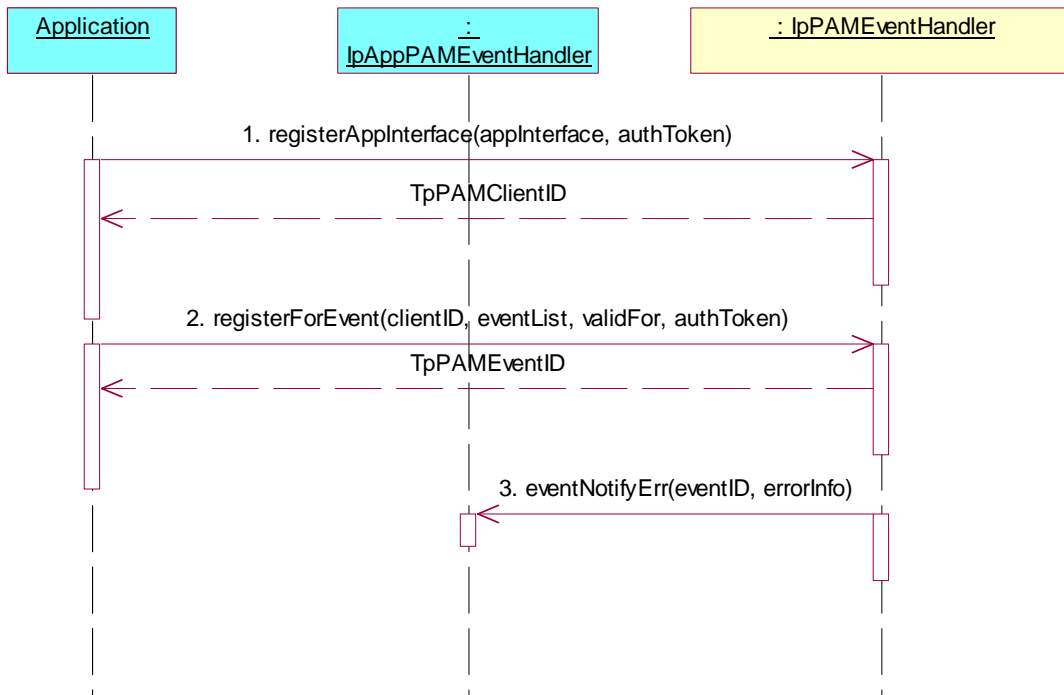 Application
:
IpAppPAMEventHandler
: IpPAMEventHandler
1. registerAppInterface(appInterface, authToken)
TpPAMClientID
2. registerForEvent(clientID, eventList, validFor, authToken)
TpPAMEventID
3. eventNotifyErr(eventID, errorInfo)